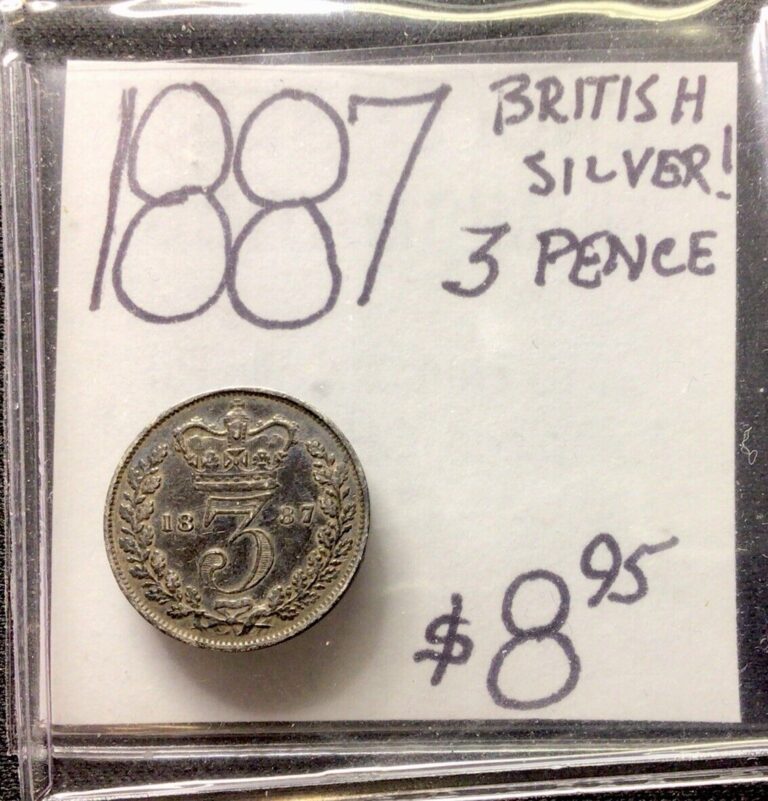 1887 BRITISH
SILVER!
3 PENCE
18 3 87
$8.95